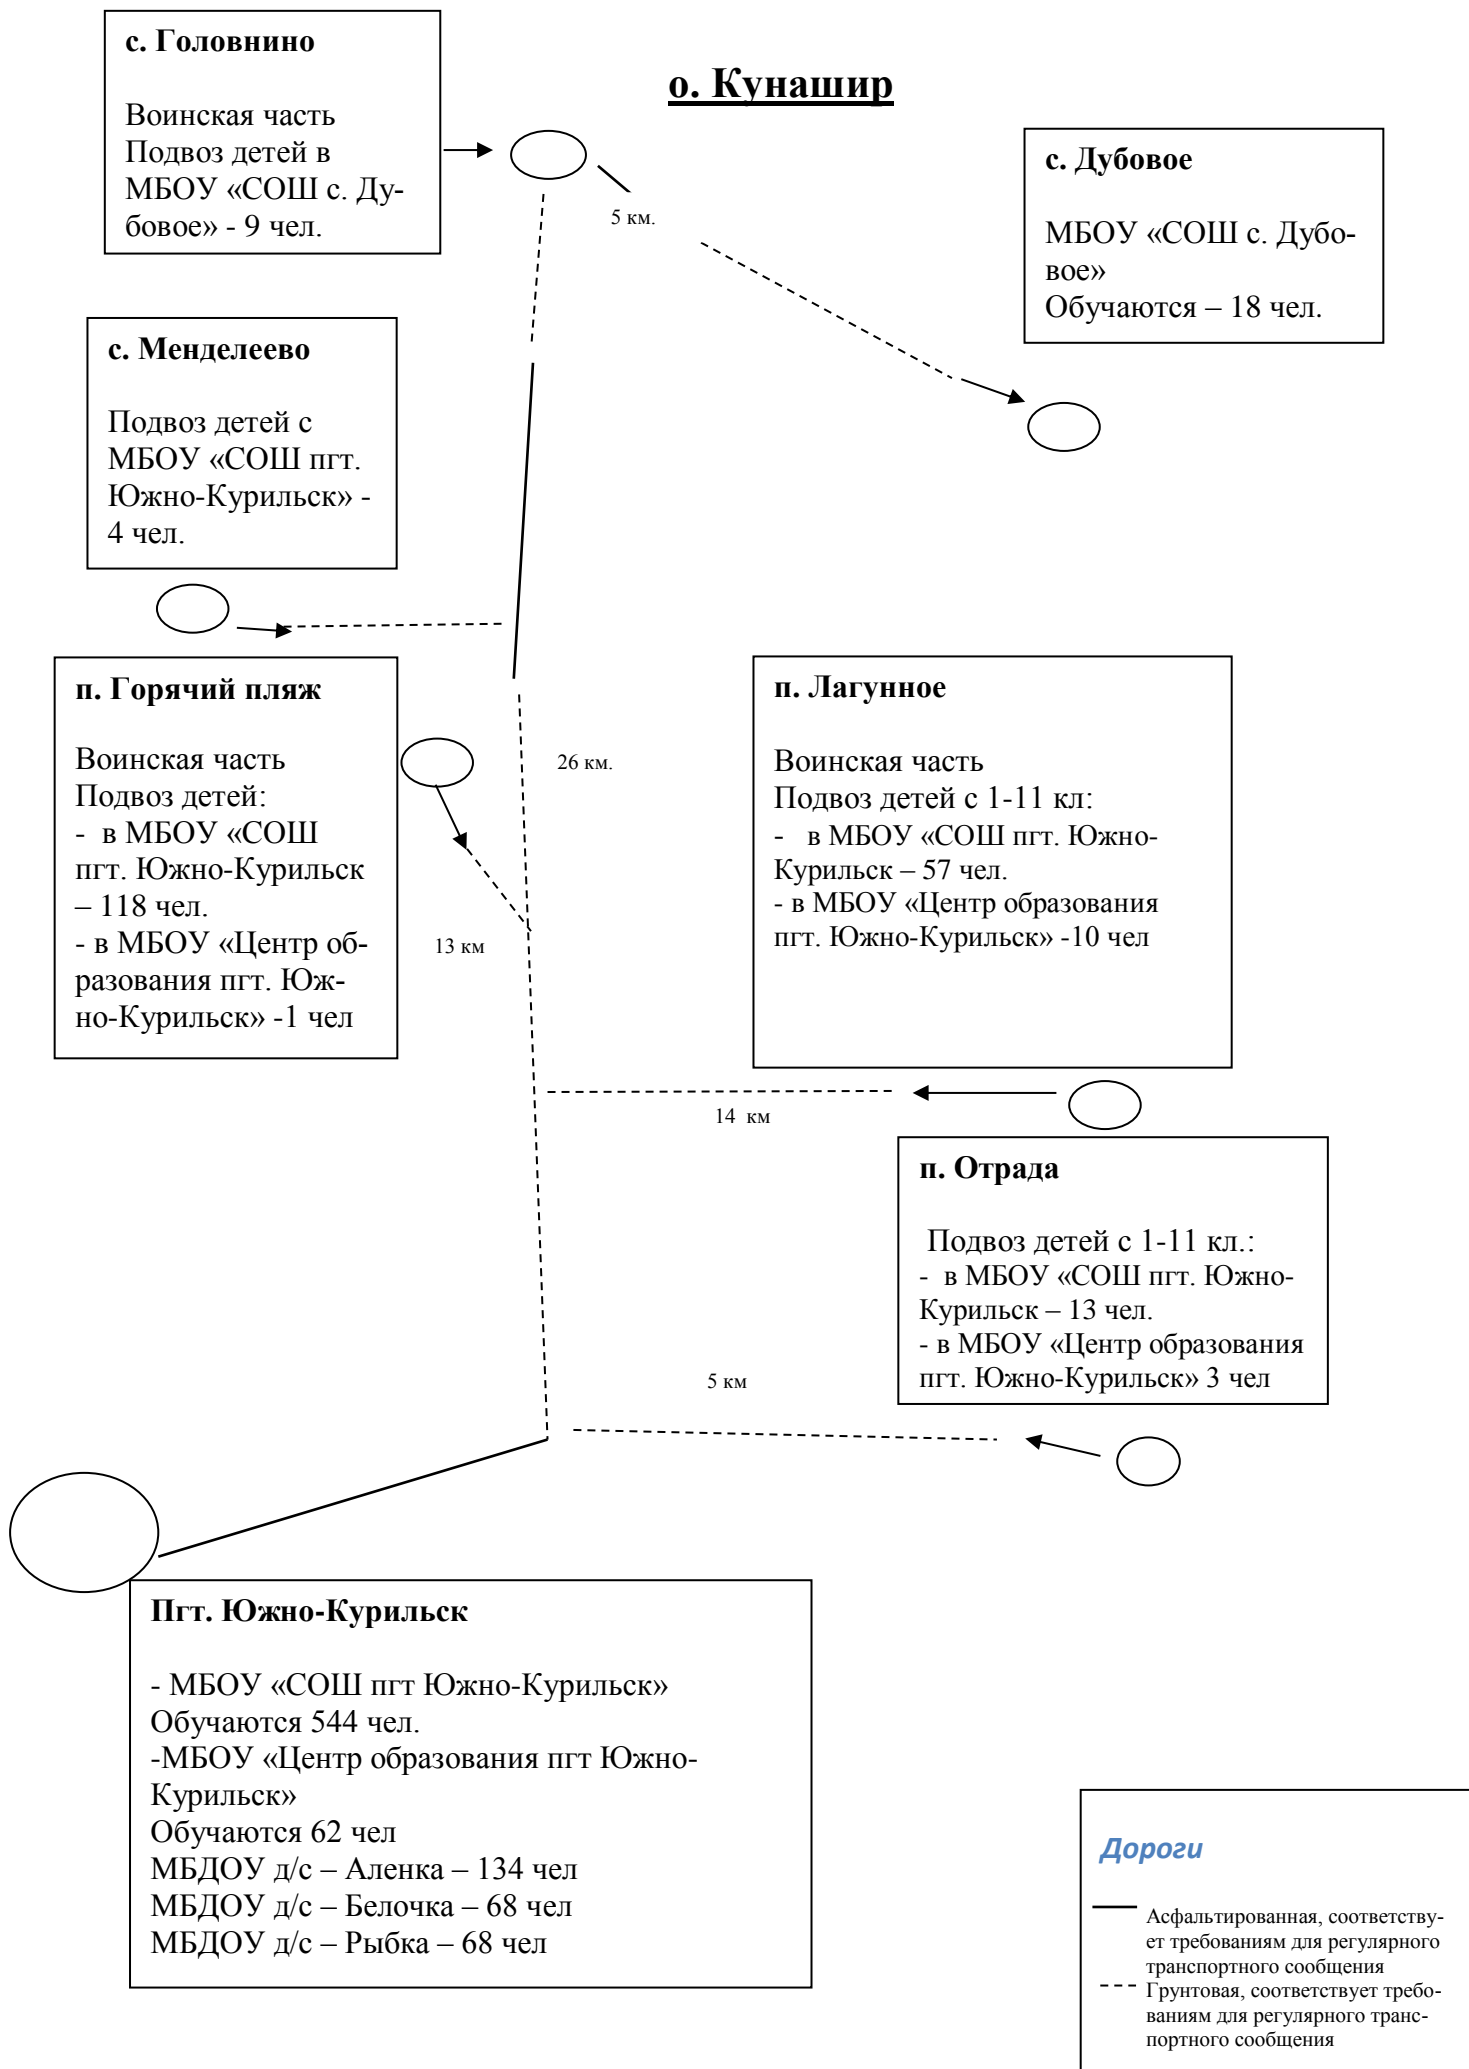 с. Головнино
Воинская часть
Подвоз детей в
МБОУ «СОШ с. Ду-
бовое» - 9 чел.
о. Кунашир
с. Дубовое
МБОУ «СОШ с. Дубо-
вое»
Обучаются – 18 чел.
5 км.
с. Менделеево
Подвоз детей с
МБОУ «СОШ пгт.
Южно-Курильск» -
4 чел.
п. Горячий пляж
Воинская часть
Подвоз детей:
- в МБОУ «СОШ
пгт. Южно-Курильск
– 118 чел.
- в МБОУ «Центр об-
разования пгт. Юж-
но-Курильск» -1 чел
26 км.
13 км
п. Лагунное
Воинская часть
Подвоз детей с 1-11 кл:
- в МБОУ «СОШ пгт. Южно-
Курильск – 57 чел.
- в МБОУ «Центр образования
пгт. Южно-Курильск» -10 чел
14 км
п. Отрада
Подвоз детей с 1-11 кл.:
- в МБОУ «СОШ пгт. Южно-
Курильск – 13 чел.
- в МБОУ «Центр образования
пгт. Южно-Курильск» 3 чел
5 км
Пгт. Южно-Курильск
- МБОУ «СОШ пгт Южно-Курильск»
Обучаются 544 чел.
-МБОУ «Центр образования пгт Южно-
Курильск»
Обучаются 62 чел
МБДОУ д/с – Аленка – 134 чел
МБДОУ д/с – Белочка – 68 чел
МБДОУ д/с – Рыбка – 68 чел
Дороги
Асфальтированная, соответству-
ет требованиям для регулярного
транспортного сообщения
Грунтовая, соответствует требо-
ваниям для регулярного транс-
портного сообщения